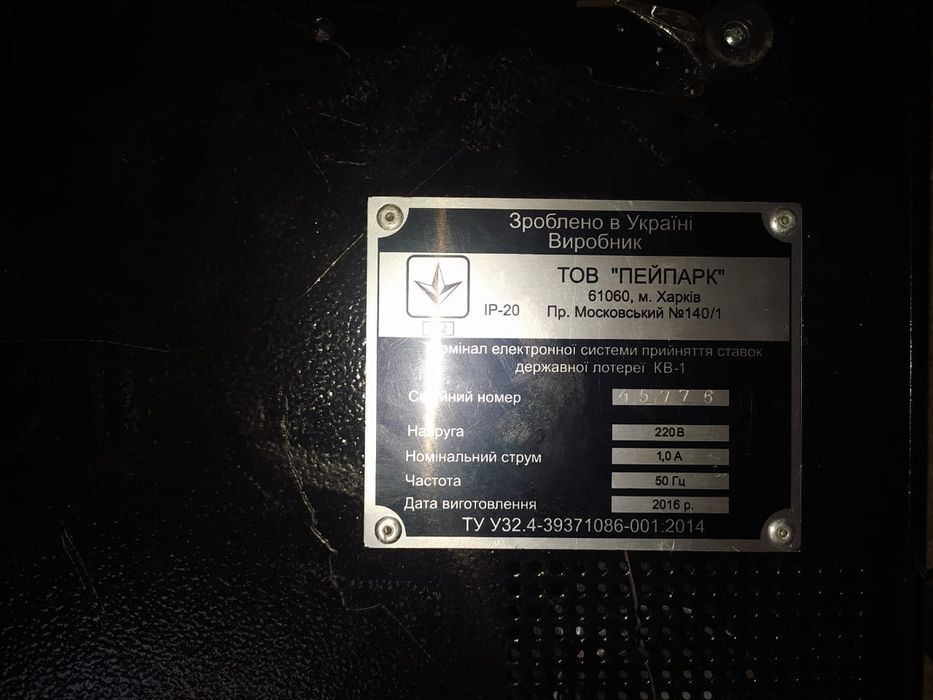 Зроблено в Україні
Виробник
ТОВ "ПЕЙПАРК"
61060, м. Харків
IP-20 Пр. Московський №140/1
електронної системи прийняття ставок
державної лотереї КВ-1
номер 45776
Напруга 220В
Номінальний струм 1,0 А
Частота 50 Гц
Дата виготовлення 2016 р.
ТУ У32.4-39371086-001:2014